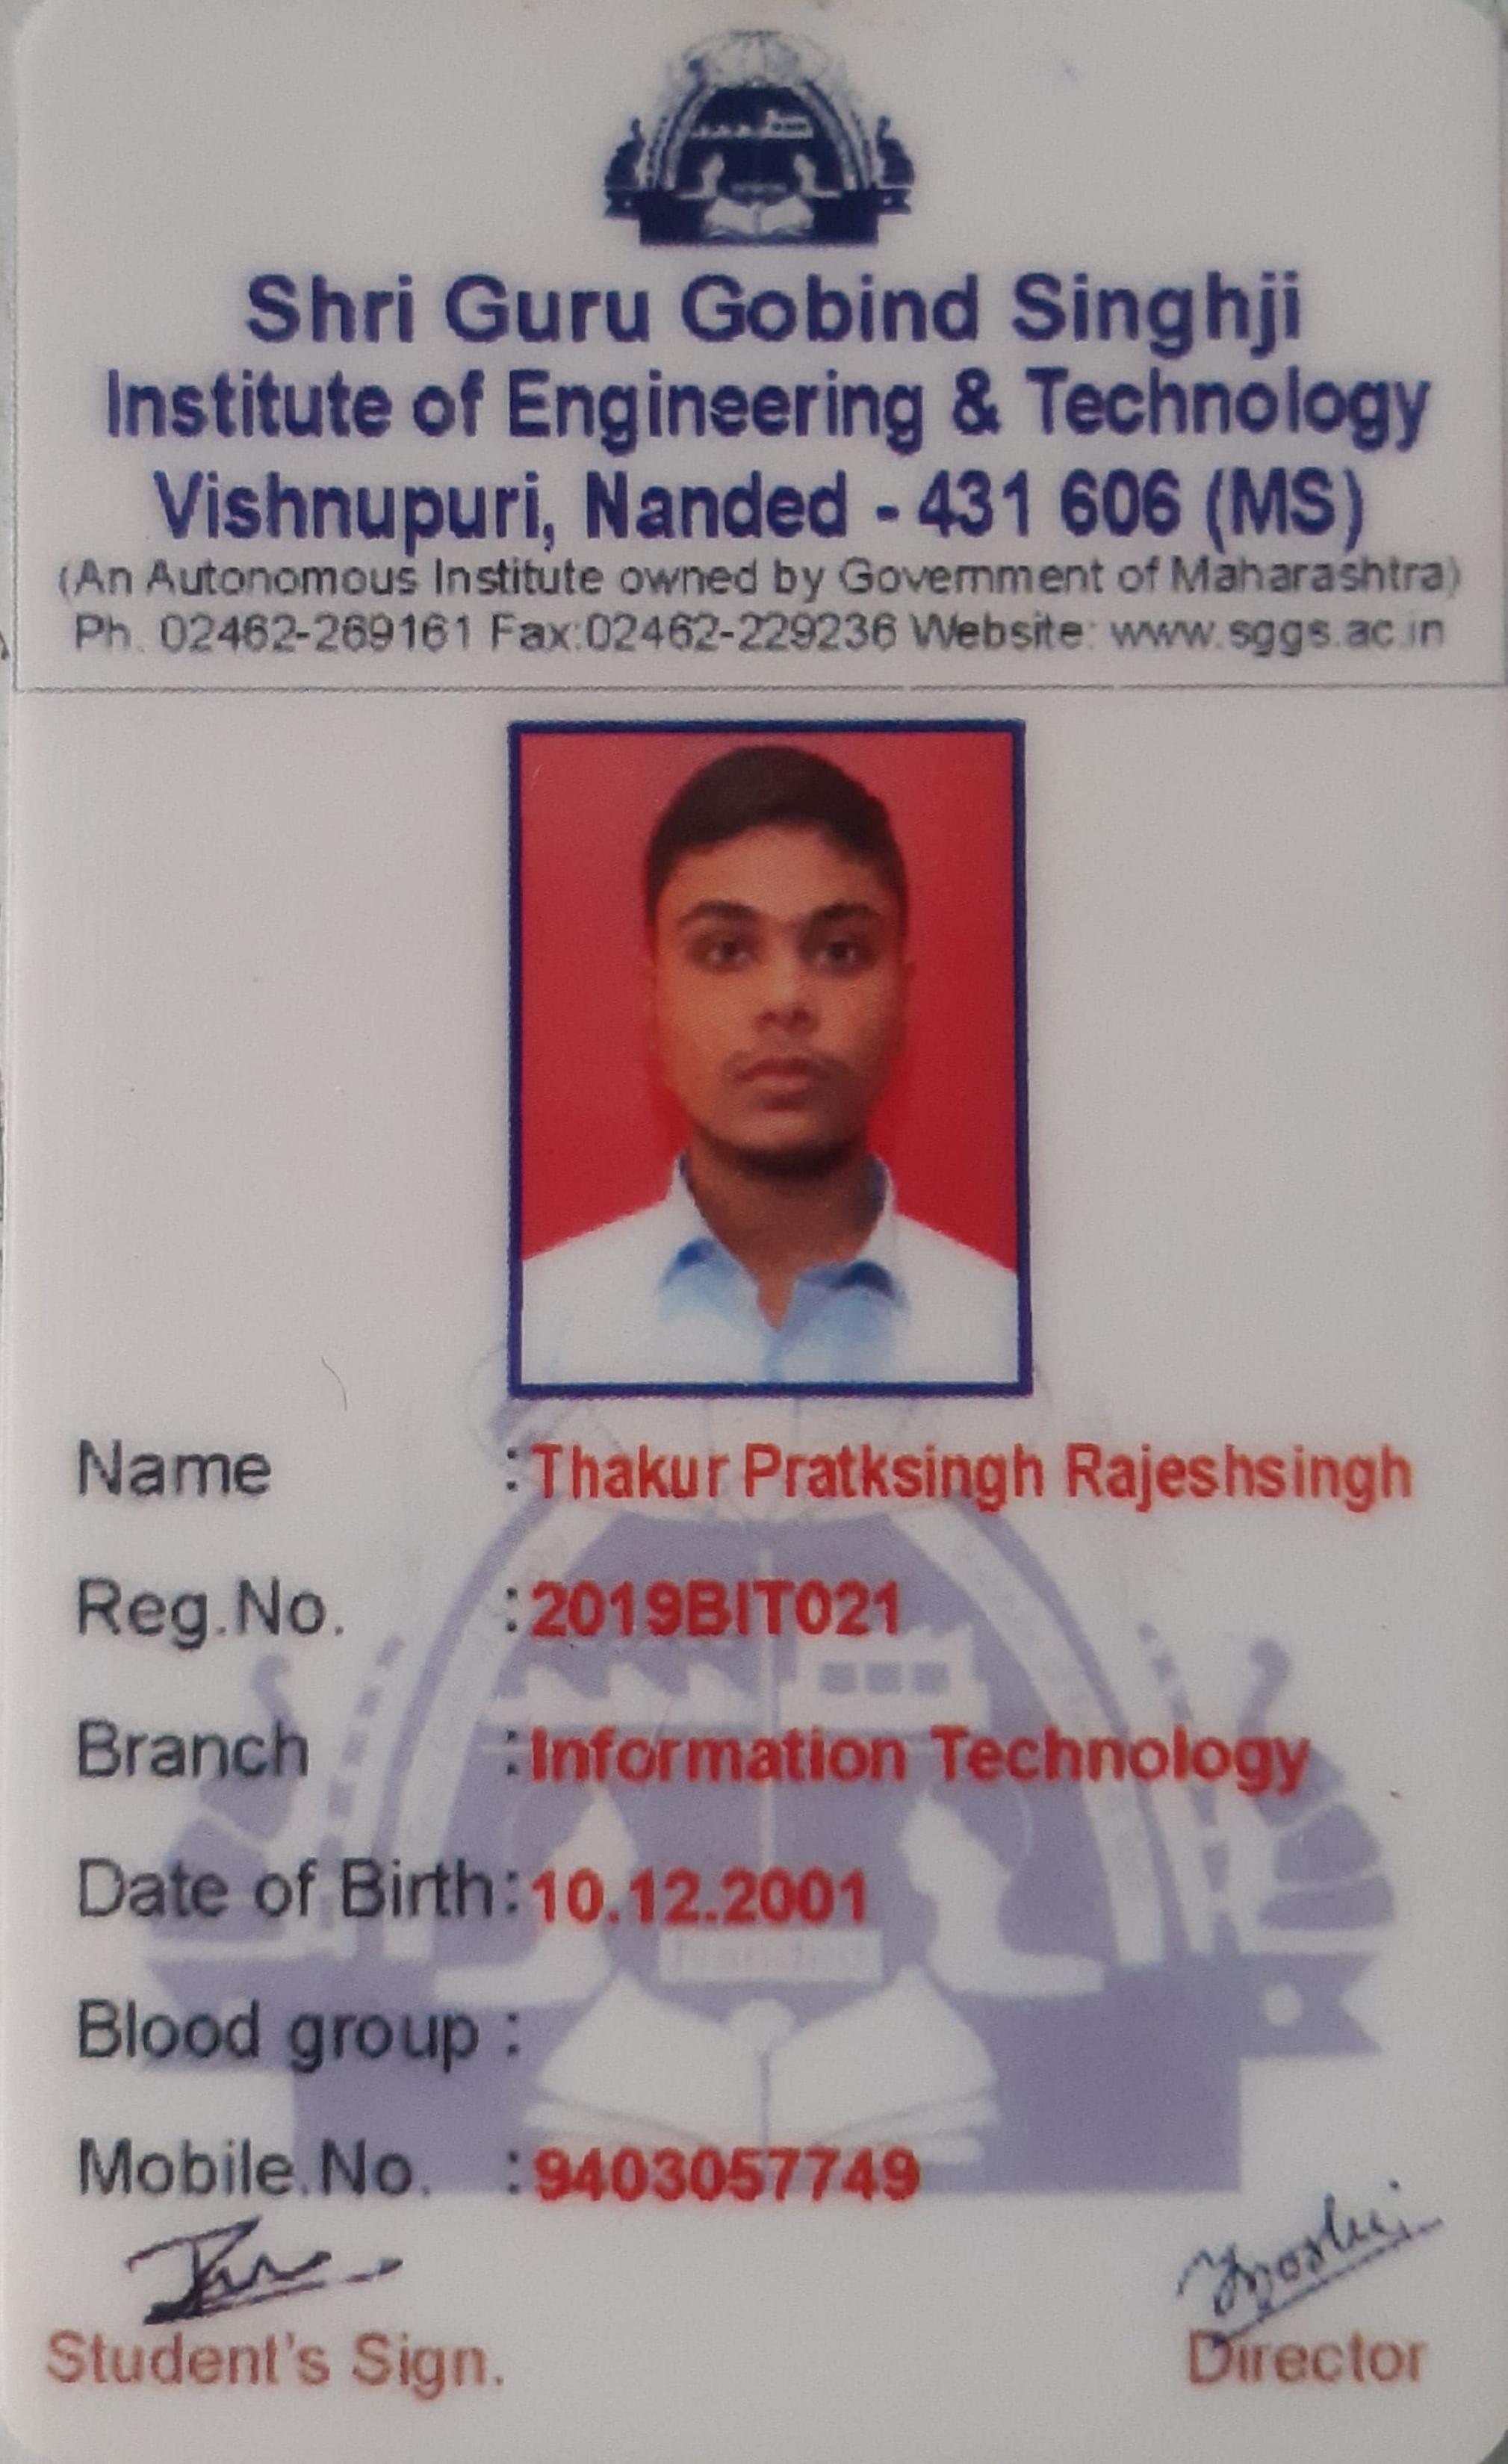 Shri Guru Gobind Singhji
Institute of Engineering & Technology
Vishnupuri, Nanded - 431 606 (MS)
(An Autonomous Institute owned by Government of Maharashtra)
Ph. 02462-269161 Fax:02462-229236 Website: www.sggs.ac.in
Name : Thakur Pratksingh Rajeshsingh
Reg.No. : 2019BIT021
Branch : Information Technology
Date of Birth: 10.12.2001
Blood group :
Mobile.No. : 9403057749
Student's Sign. Director